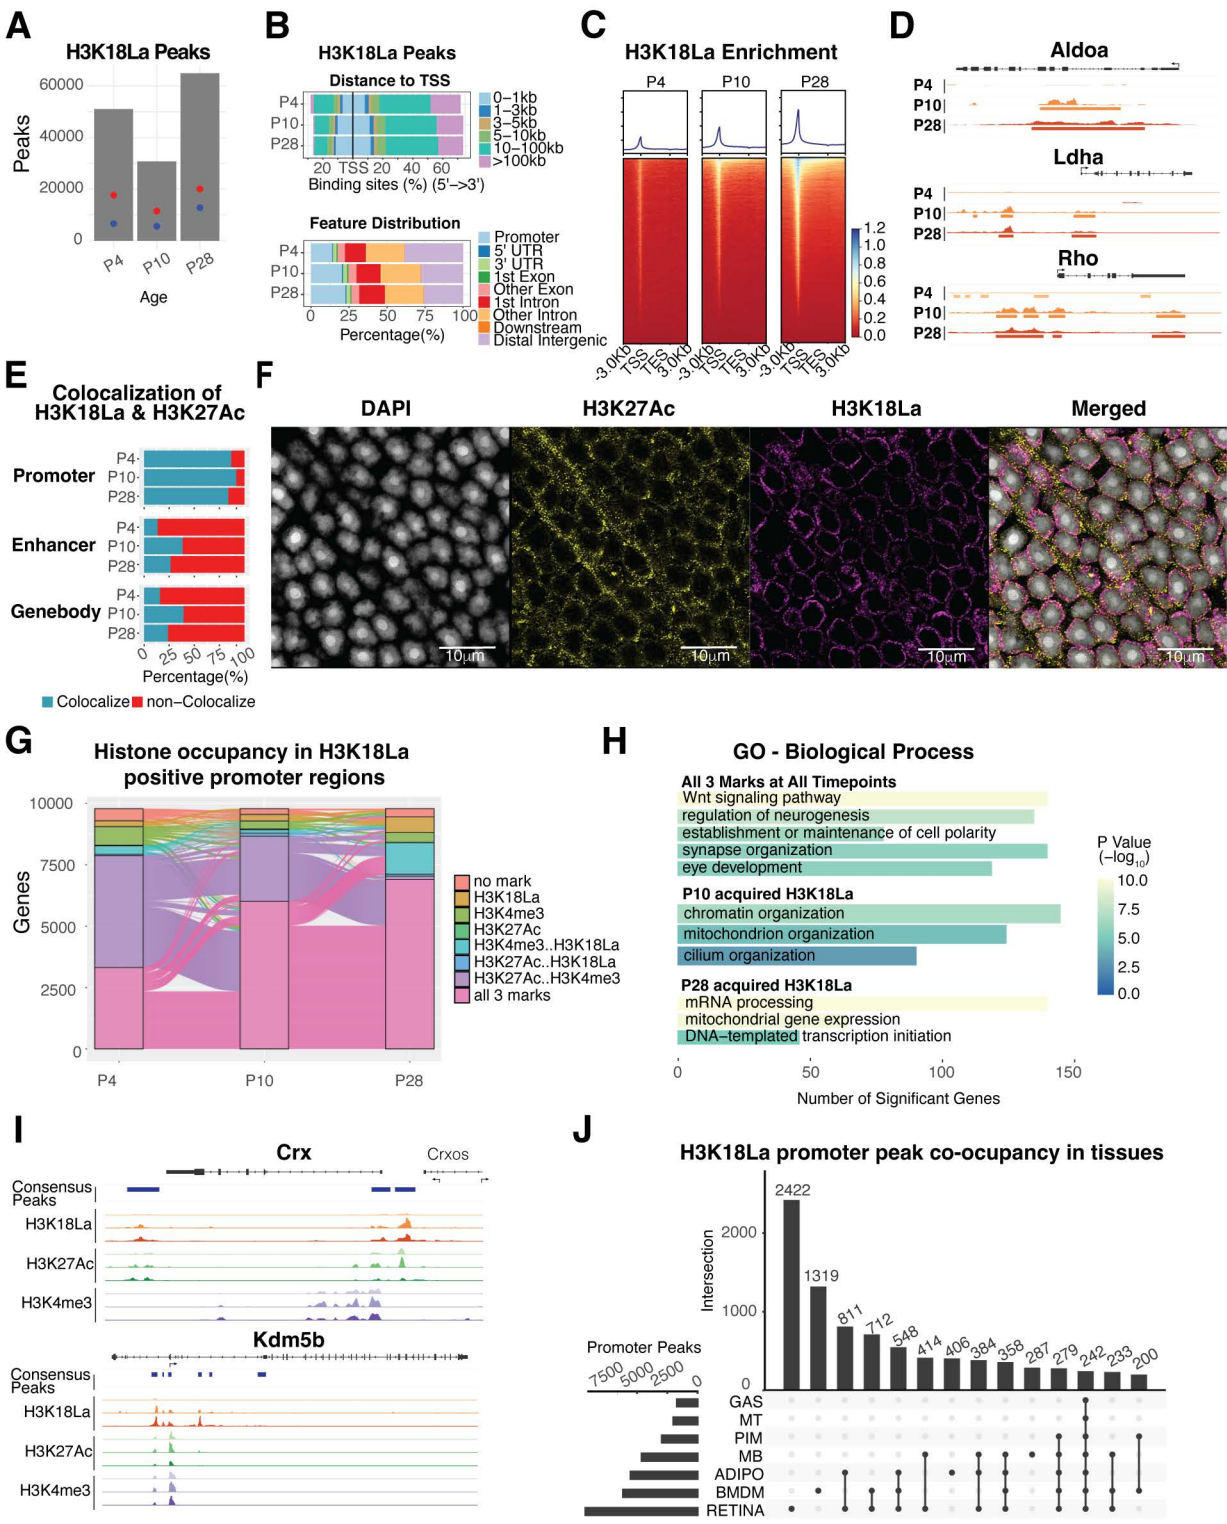 A
H3K18La Peaks
60000
40000
20000
0
Peaks
P4
P10
P28
Age
B
H3K18La Peaks
Distance to TSS
P4
P10
P28
0−1kb
1−3kb
3−5kb
5−10kb
10−100kb
>100kb
20 TSS 20 40 60
Binding sites (%) (5'−>3')
Feature Distribution
P4
P10
P28
Promoter
5' UTR
3' UTR
1st Exon
Other Exon
1st Intron
Other Intron
Downstream
Distal Intergenic
0 25 50 75 100
Percentage(%)
C
H3K18La Enrichment
P4 P10 P28
1.2
1.0
0.8
0.6
0.4
0.2
0.0
-3.0Kb TSS TES 3.0Kb
-3.0Kb TSS TES 3.0Kb
-3.0Kb TSS TES 3.0Kb
D
Aldoa
P4
P10
P28
Ldha
P4
P10
P28
Rho
P4
P10
P28
E
Colocalization of
H3K18La & H3K27Ac
Promoter
P4
P10
P28
Enhancer
P4
P10
P28
Genebody
P4
P10
P28
0 25 50 75 100
Percentage(%)
Colocalize non−Colocalize
F
DAPI H3K27Ac H3K18La Merged
10μm 10μm 10μm 10μm
G
Histone occupancy in H3K18La
positive promoter regions
10000
7500
5000
2500
0
Genes
P4 P10 P28
no mark
H3K18La
H3K4me3
H3K27Ac
H3K4me3..H3K18La
H3K27Ac..H3K18La
H3K27Ac..H3K4me3
all 3 marks
H
GO - Biological Process
All 3 Marks at All Timepoints
Wnt signaling pathway
regulation of neurogenesis
establishment or maintenance of cell polarity
synapse organization
eye development
P10 acquired H3K18La
chromatin organization
mitochondrion organization
cilium organization
P28 acquired H3K18La
mRNA processing
mitochondrial gene expression
DNA−templated transcription initiation
0 50 100 150
Number of Significant Genes
P Value
(−log10)
10.0
7.5
5.0
2.5
0.0
I
Crx
Crxos
Consensus
Peaks
H3K18La
H3K27Ac
H3K4me3
Kdm5b
Consensus
Peaks
H3K18La
H3K27Ac
H3K4me3
J
H3K18La promoter peak co-ocupancy in tissues
2000
1000
0
Intersection
2422
1319
811
712
548
414
406
384
358
287
279
242
233
200
Promoter Peaks
7500 5000 2500 0
GAS
MT
PIM
MB
ADIPO
BMDM
RETINA